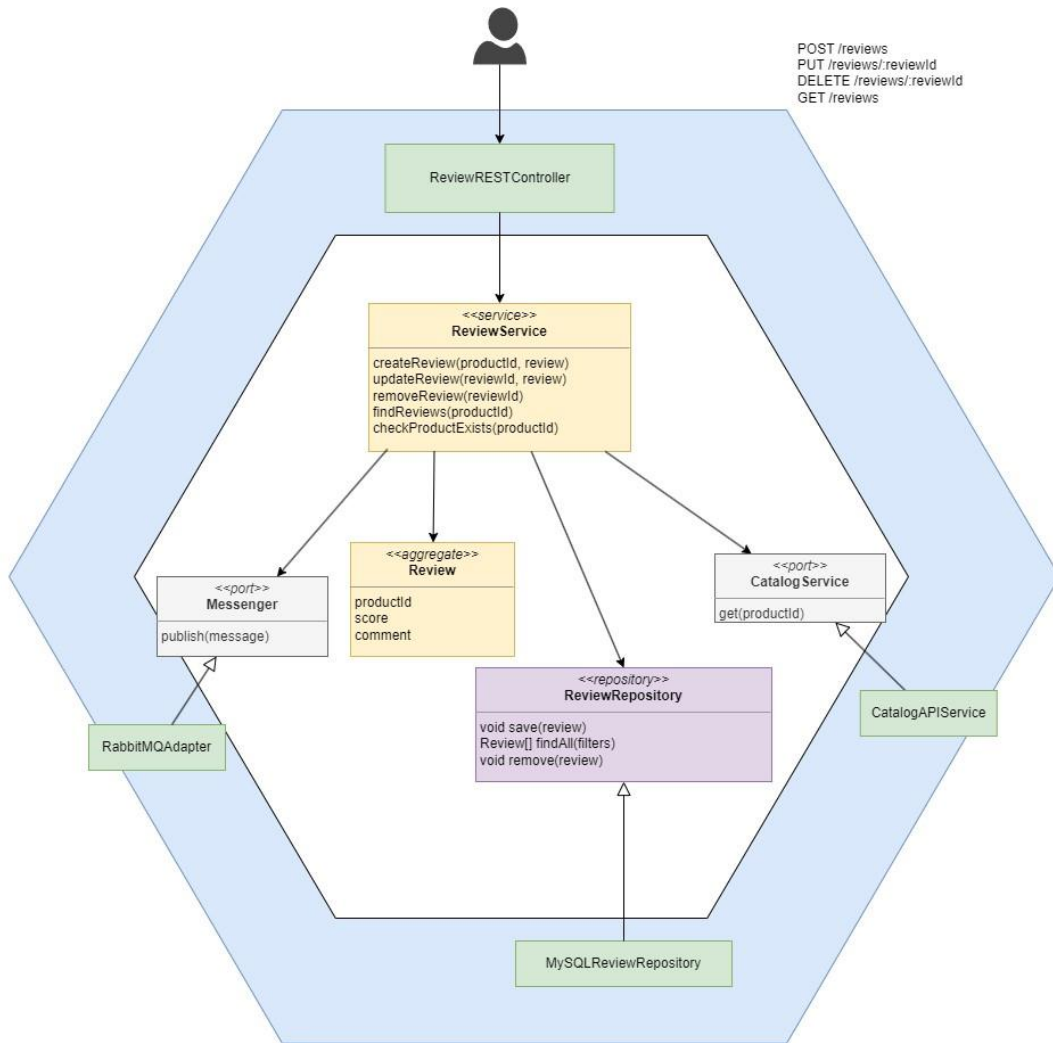 POST /reviews
PUT /reviews/:reviewId
DELETE /reviews/:reviewId
GET /reviews
ReviewRESTController
<<service>>
ReviewService
createReview(productId, review)
updateReview(reviewId, review)
removeReview(reviewId)
findReviews(productId)
checkProductExists(productId)
<<port>>
Messenger
publish(message)
<<aggregate>>
Review
productId
score
comment
<<port>>
CatalogService
get(productId)
<<repository>>
ReviewRepository
void save(review)
Review[] findAll(filters)
void remove(review)
RabbitMQAdapter
CatalogAPIService
MySQLReviewRepository